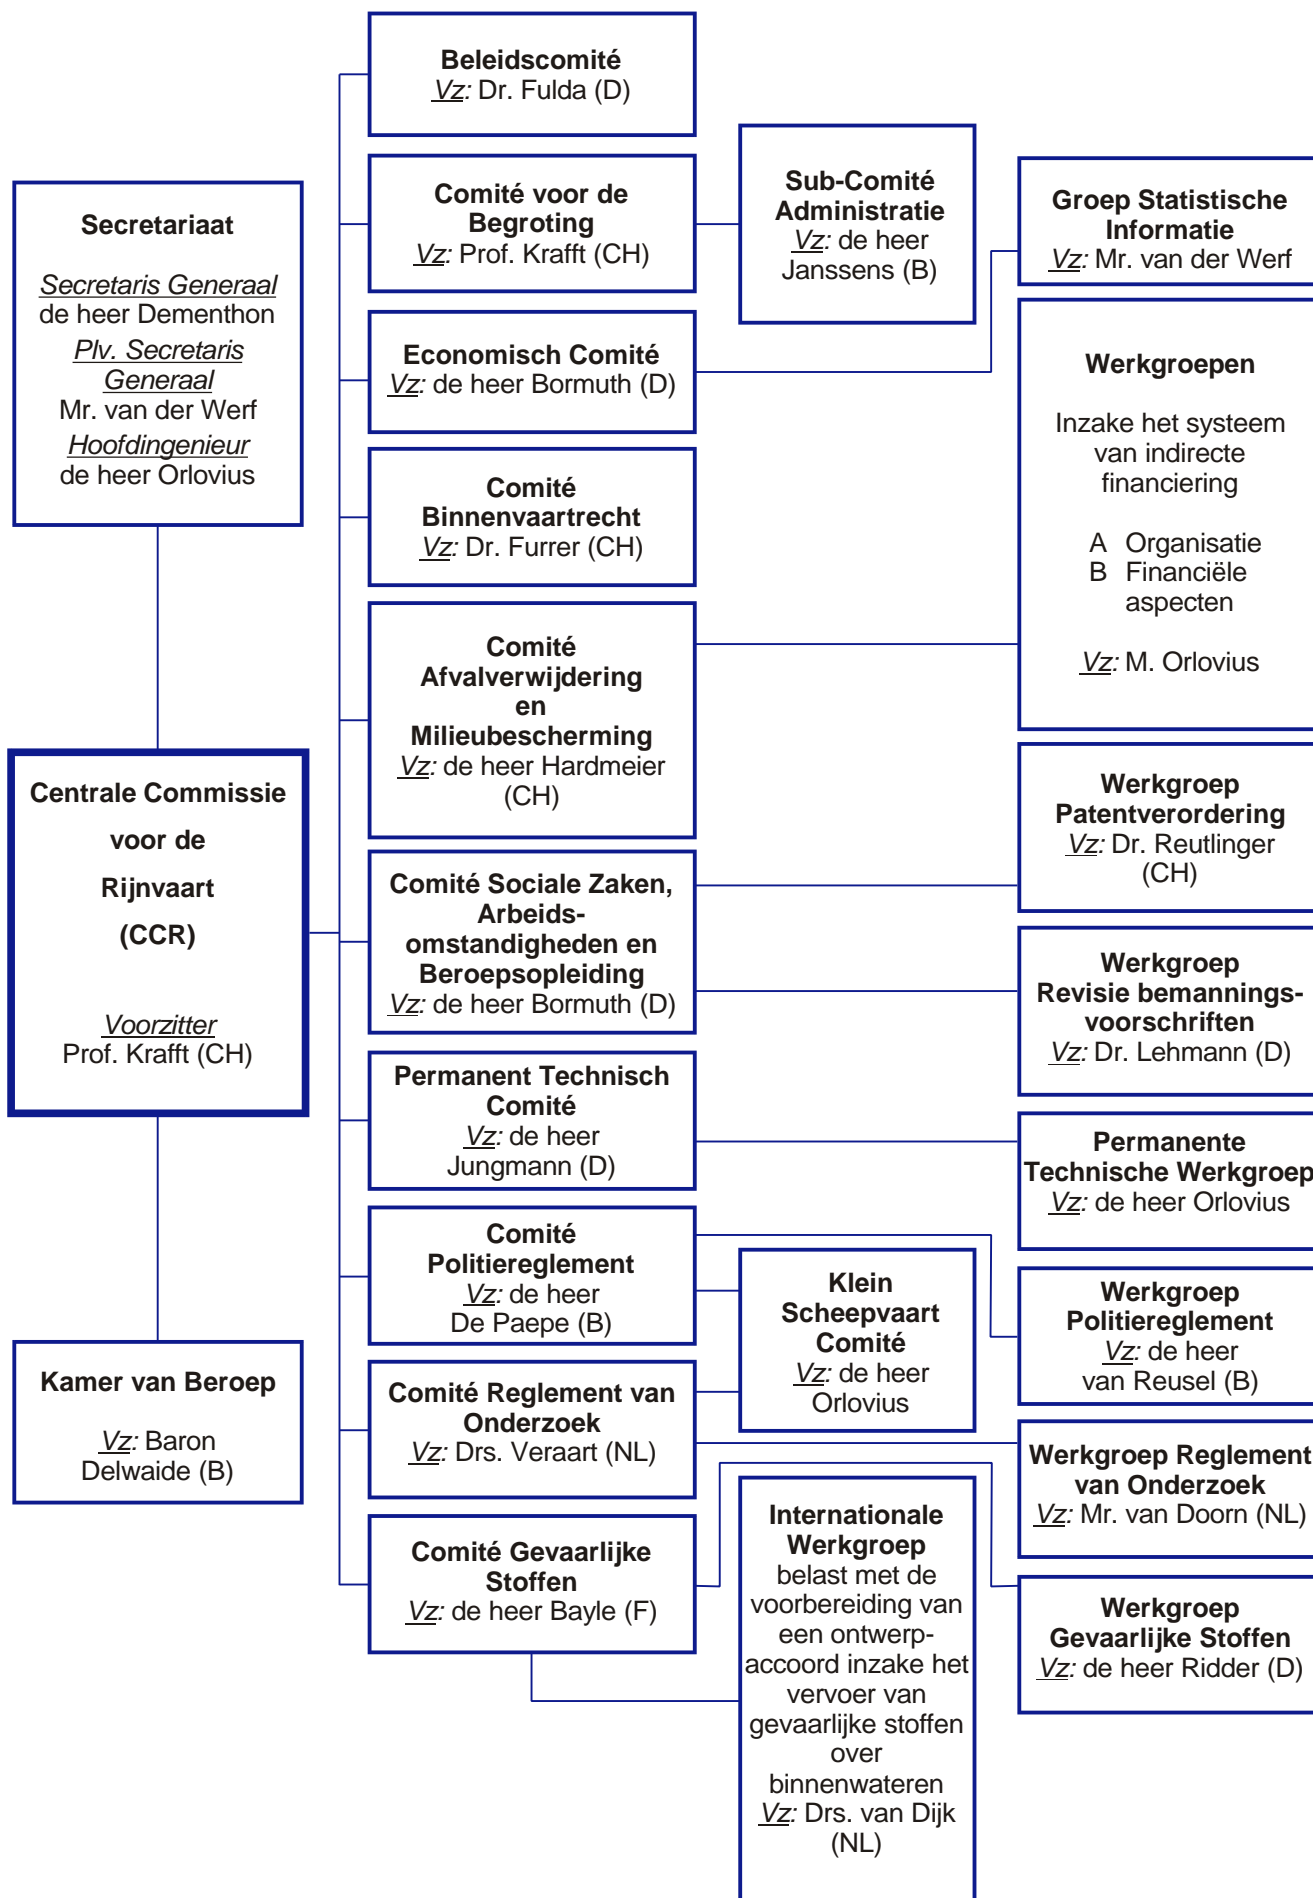 Secretariaat
Secretaris Generaal
de heer Dementhon
Plv. Secretaris
Generaal
Mr. van der Werf
Hoofdingenieur
de heer Orlovius
Centrale Commissie
voor de
Rijnvaart
(CCR)
Voorzitter
Prof. Krafft (CH)
Kamer van Beroep
Vz: Baron
Delwaide (B)
Beleidscomité
Vz: Dr. Fulda (D)
Comité voor de
Begroting
Vz: Prof. Krafft (CH)
Economisch Comité
Vz: de heer Bormuth (D)
Comité
Binnenvaartrecht
Vz: Dr. Furrer (CH)
Comité
Afvalverwijdering
en
Milieubescherming
Vz: de heer Hardmeier
(CH)
Comité Sociale Zaken,
Arbeids-
omstandigheden en
Beroepsopleiding
Vz: de heer Bormuth (D)
Permanent Technisch
Comité
Vz: de heer
Jungmann (D)
Comité
Politiereglement
Vz: de heer
De Paepe (B)
Comité Reglement van
Onderzoek
Vz: Drs. Veraart (NL)
Comité Gevaarlijke
Stoffen
Vz: de heer Bayle (F)
Sub-Comité
Administratie
Vz: de heer
Janssens (B)
Klein
Scheepvaart
Comité
Vz: de heer
Orlovius
Internationale
Werkgroep
belast met de
voorbereiding van
een ontwerp-
accoord inzake het
vervoer van
gevaarlijke stoffen
over
binnenwateren
Vz: Drs. van Dijk
(NL)
Groep Statistische
Informatie
Vz: Mr. van der Werf
Werkgroepen
Inzake het systeem
van indirecte
financiering
A Organisatie
B Financiële
aspecten
Vz: M. Orlovius
Werkgroep
Patentverordering
Vz: Dr. Reutlinger
(CH)
Werkgroep
Revisie bemannings-
voorschriften
Vz: Dr. Lehmann (D)
Permanente
Technische Werkgroep
Vz: de heer Orlovius
Werkgroep
Politiereglement
Vz: de heer
van Reusel (B)
Werkgroep Reglement
van Onderzoek
Vz: Mr. van Doorn (NL)
Werkgroep
Gevaarlijke Stoffen
Vz: de heer Ridder (D)